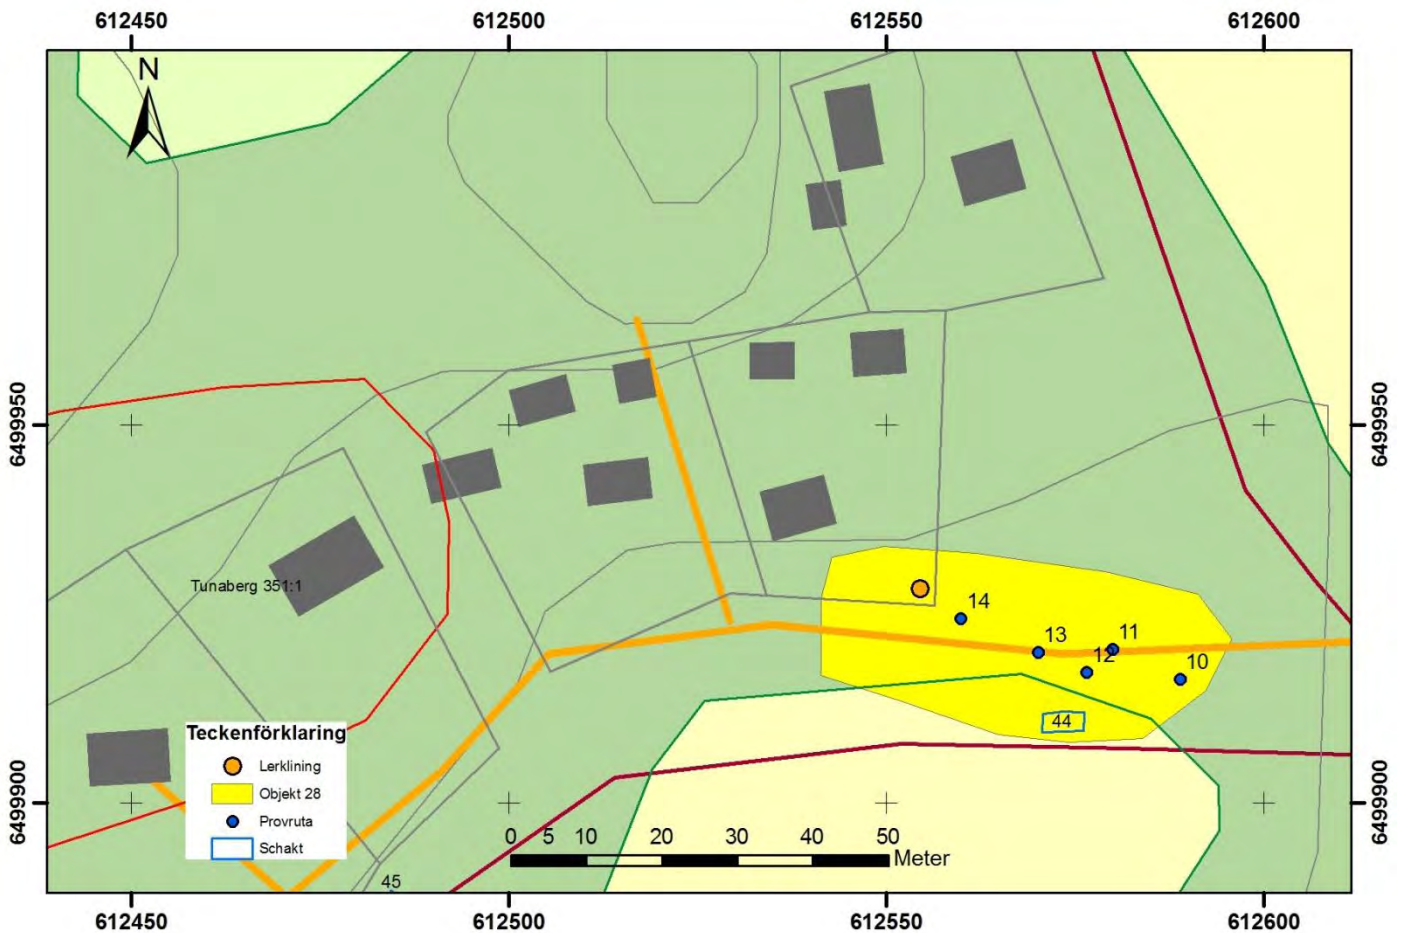 612450 612500 612550 612600
N
6499950 6499950
Tunaberg 351:1
14
13 11
12 10
44
Teckenförklaring
Lerklining
Objekt 28
Provruta
Schakt
6499900 6499900
0 5 10 20 30 40 50
Meter
45
612450 612500 612550 612600